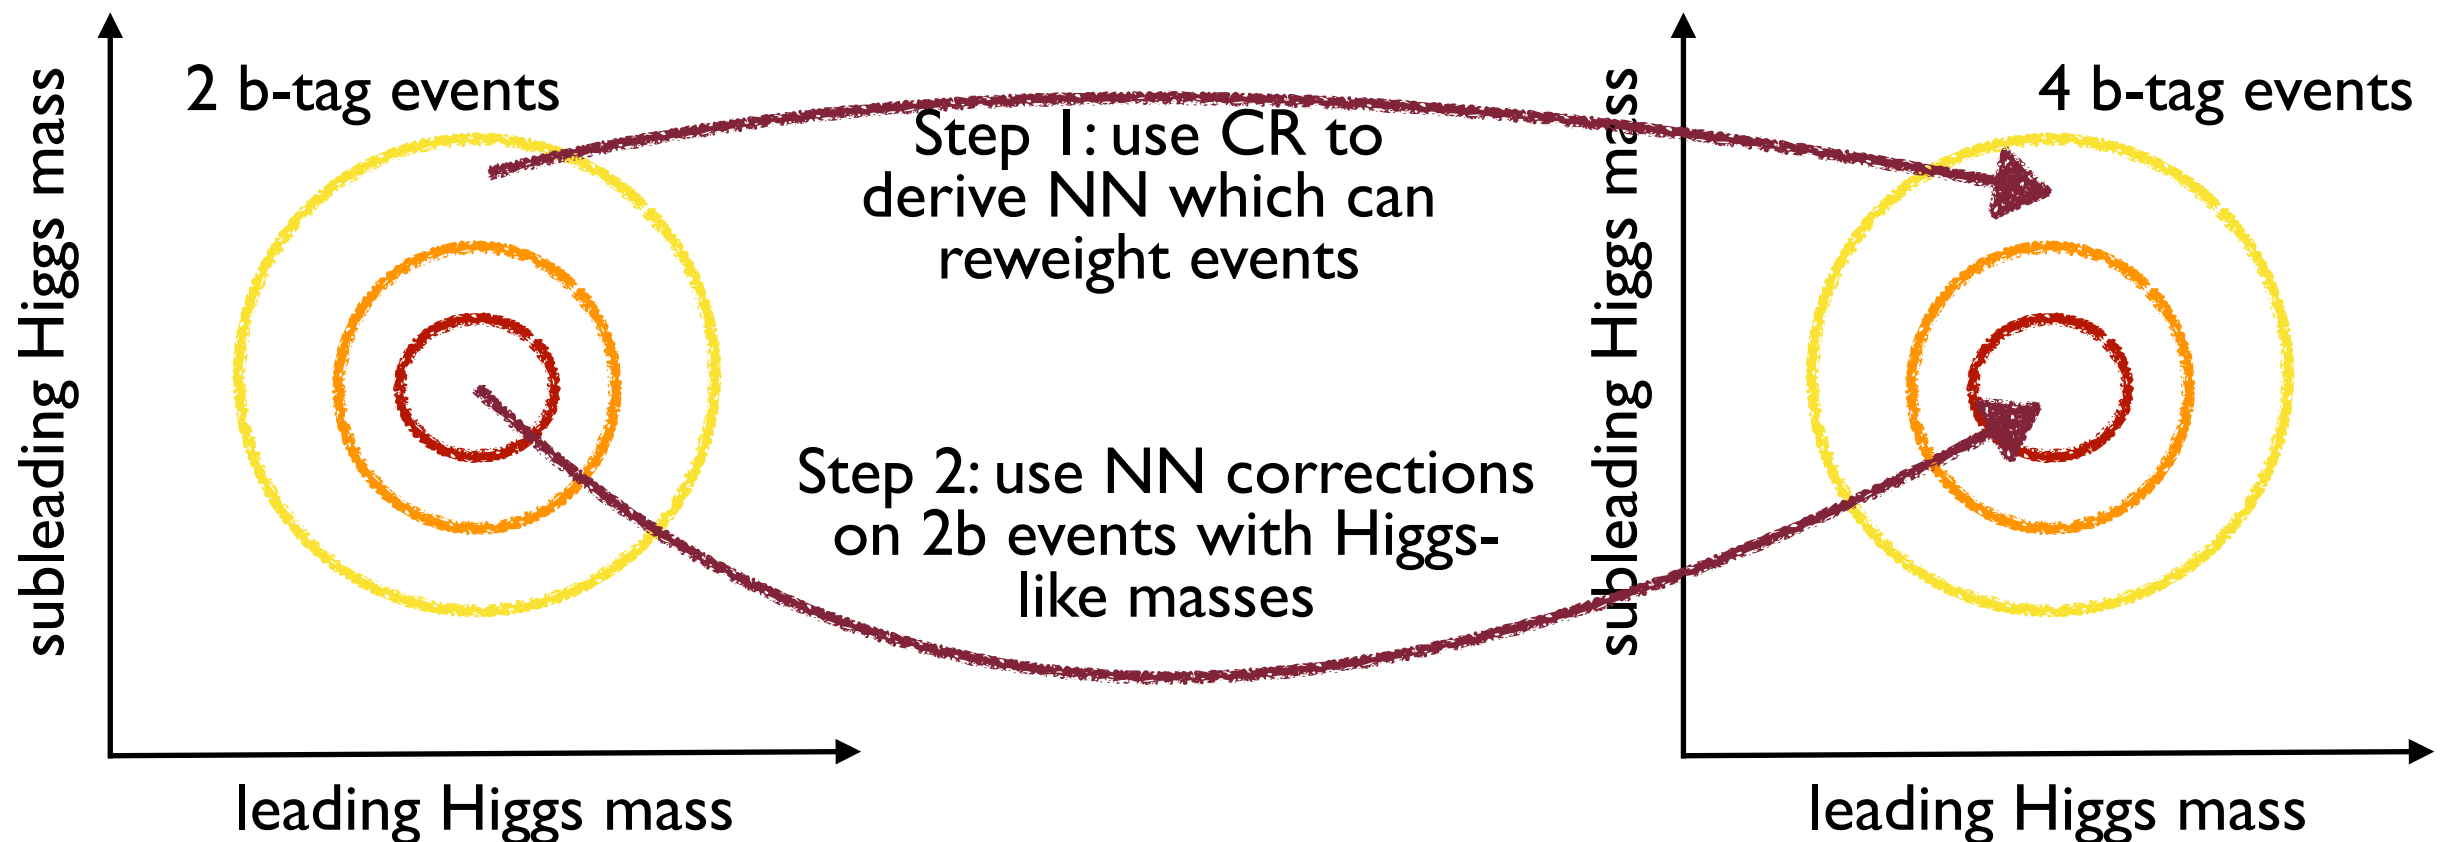 subleading Higgs mass
2 b-tag events
leading Higgs mass
Step 1: use CR to
derive NN which can
reweight events
Step 2: use NN corrections
on 2b events with Higgs-
like masses
subleading Higgs mass
4 b-tag events
leading Higgs mass